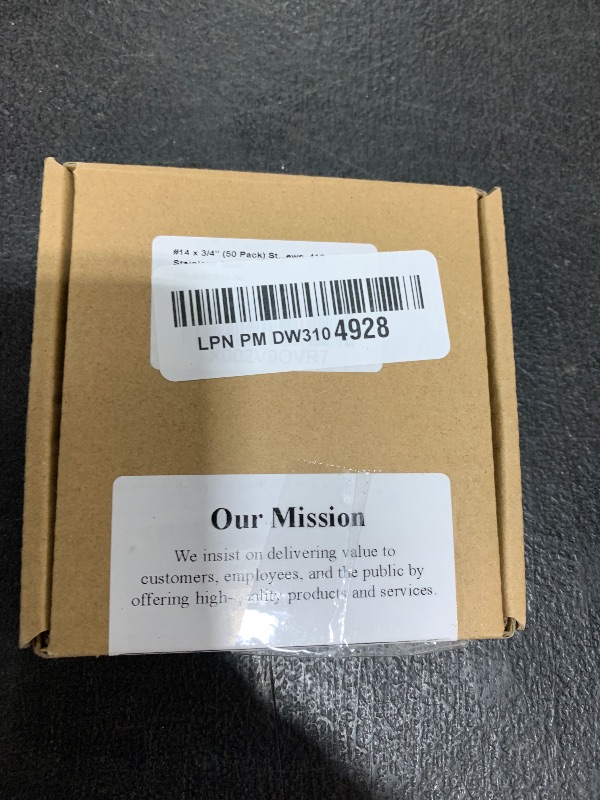 #14 x 3/4" (50 Pack)
LPN PM DW310 4928
X002V9OVR7
Our Mission
We insist on delivering value to
customers, employees, and the public by
offering high-quality products and services.